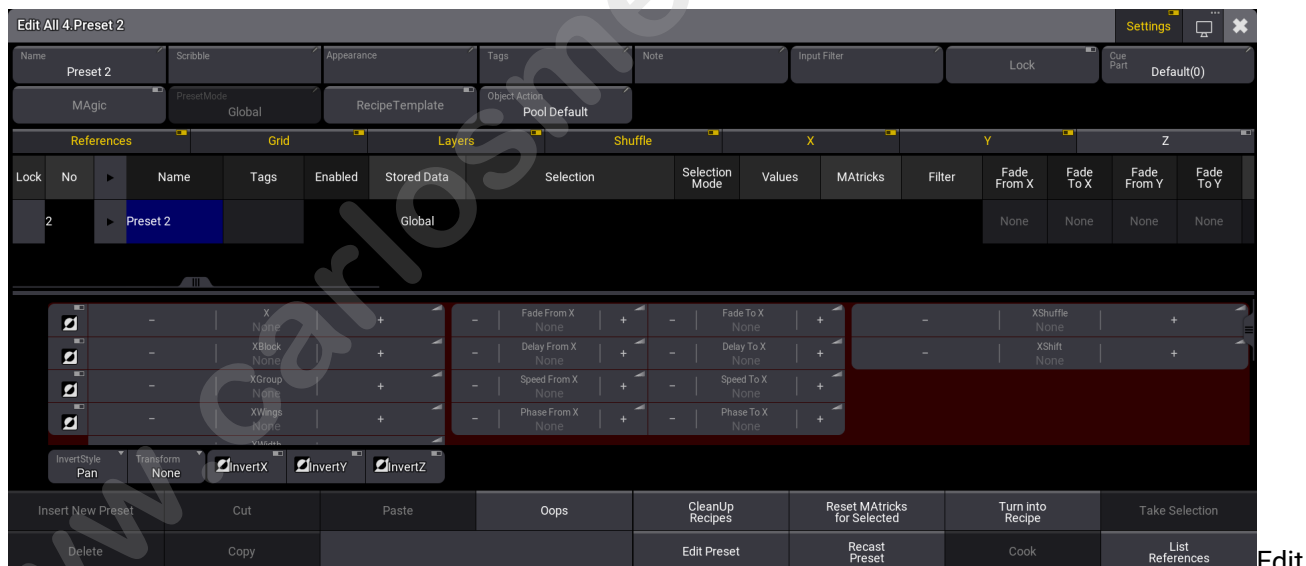 Edit All 4.Preset 2
Settings
Name
Preset 2
Scribble
Appearance
Tags
Note
Input Filter
Lock
Cue
Part
Default(0)
MAgic
PresetMode
Global
RecipeTemplate
Object Action
Pool Default
References Grid Layers Shuffle X Y Z
Lock No Name Tags Enabled Stored Data Selection Selection Mode Values MAtricks Filter Fade From X Fade To X Fade From Y Fade To Y
2 Preset 2 Global None None None None
- X None + - Fade From X None + - Fade To X None + - XShuffle None +
- XBlock None + - Delay From X None + - Delay To X None + - XShift None +
- XGroup None + - Speed From X None + - Speed To X None +
- XWings None + - Phase From X None + - Phase To X None +
XWidth
InvertStyle
Pan
Transform
None
InvertX
InvertY
InvertZ
Insert New Preset Cut Paste Oops CleanUp Recipes Reset MAtricks for Selected Turn into Recipe Take Selection
Delete Copy Edit Preset Recast Preset Cook List References
Edit
www.carlosme